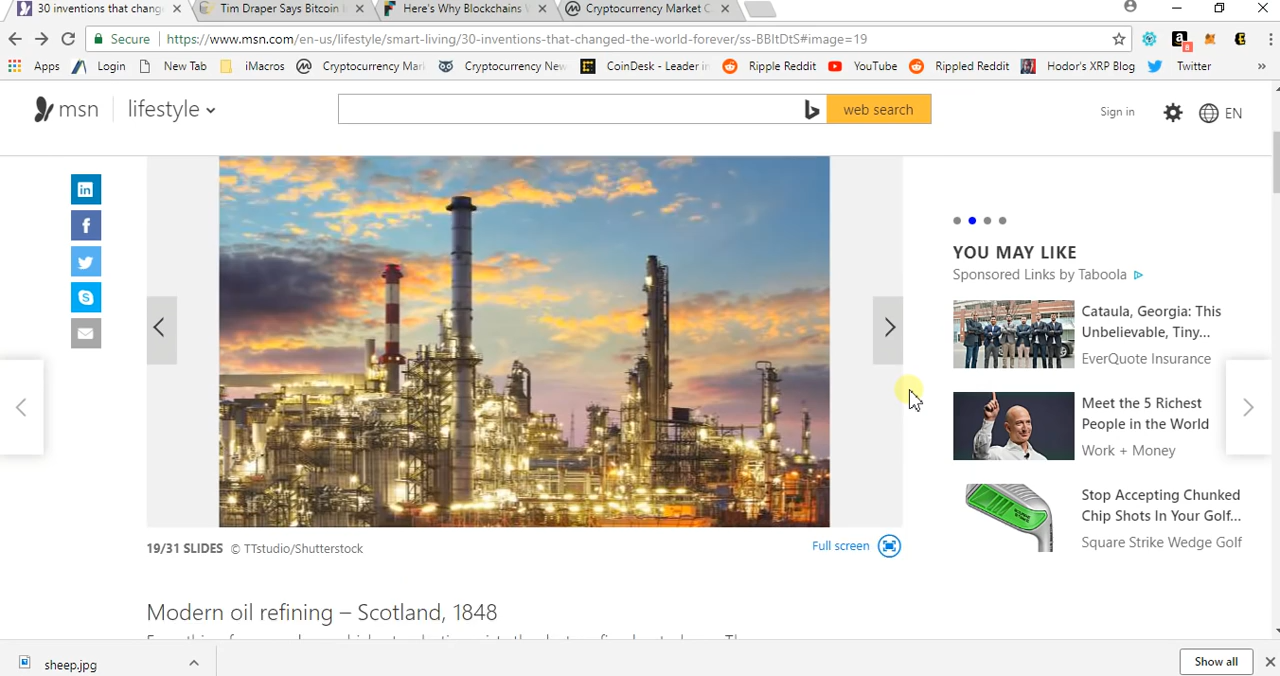 30 inventions that chang
Tim Draper Says Bitcoin
Here's Why Blockchains
Cryptocurrency Market C
Secure
https://www.msn.com/en-us/lifestyle/smart-living/30-inventions-that-changed-the-world-forever/ss-BBItDtS#image=19
Apps
Login
New Tab
iMacros
Cryptocurrency Mar
Cryptocurrency New
CoinDesk - Leader in
Ripple Reddit
YouTube
Rippled Reddit
Hodor's XRP Blog
Twitter
»
msn
lifestyle
web search
Sign in
EN
YOU MAY LIKE
Sponsored Links by Taboola
Cataula, Georgia: This
Unbelievable, Tiny...
EverQuote Insurance
Meet the 5 Richest
People in the World
Work + Money
Stop Accepting Chunked
Chip Shots In Your Golf...
Square Strike Wedge Golf
19/31 SLIDES © TTstudio/Shutterstock
Full screen
Modern oil refining – Scotland, 1848
sheep.jpg
Show all